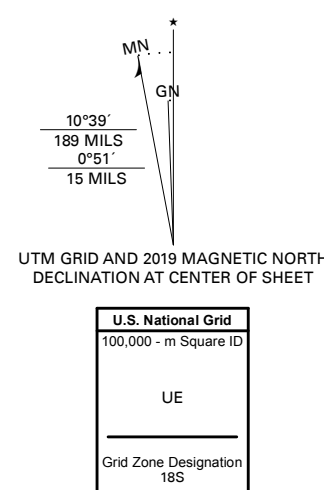 ★
MN
GN
10°39´
189 MILS
0°51´
15 MILS
UTM GRID AND 2019 MAGNETIC NORTH
DECLINATION AT CENTER OF SHEET
U.S. National Grid
100,000 - m Square ID
UE
Grid Zone Designation
18S